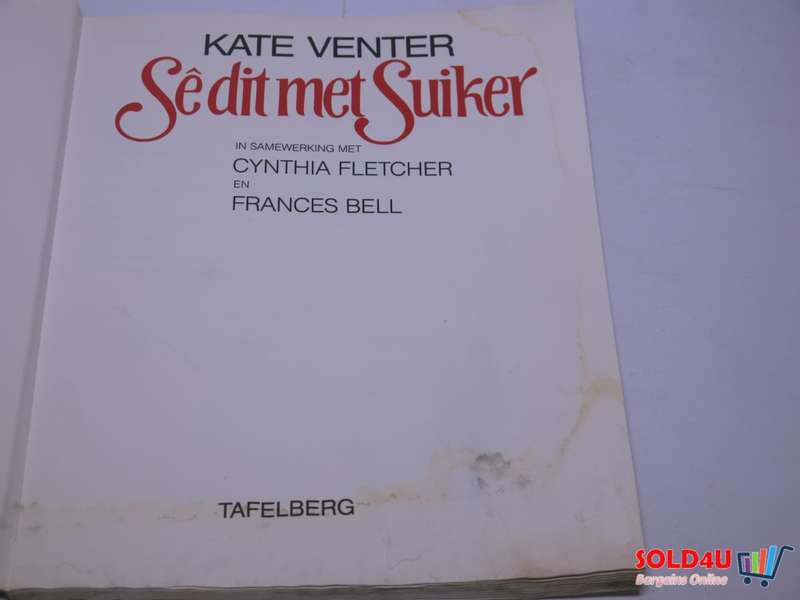 KATE VENTER
Sê dit met Suiker
IN SAMEWERKING MET
CYNTHIA FLETCHER
EN
FRANCES BELL
TAFELBERG
SOLD4U
Bargains Online